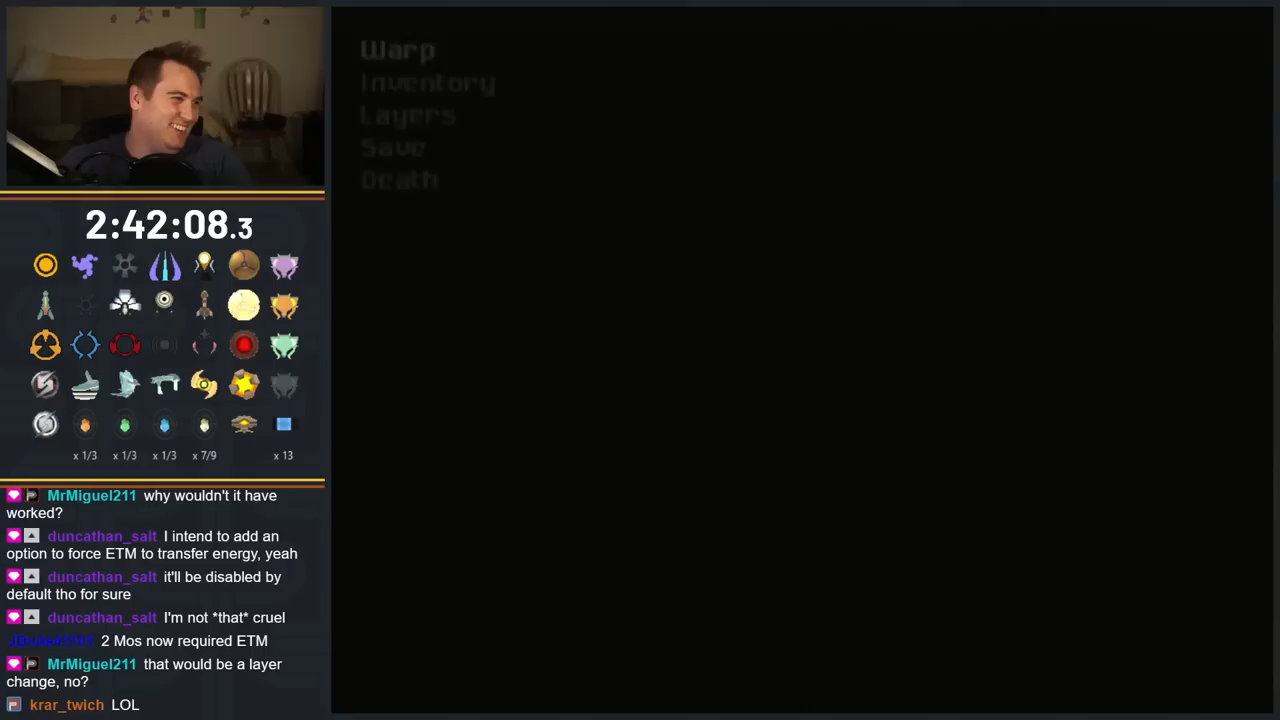 Warp
Inventory
Layers
Save
Death
2:42:08.3
x 1/3 x 1/3 x 1/3 x 7/9 x 13
MrMiguel211 why wouldn't it have
worked?
duncathan_salt I intend to add an
option to force ETM to transfer energy, yeah
duncathan_salt it'll be disabled by
default tho for sure
duncathan_salt I'm not *that* cruel
2 Mos now required ETM
MrMiguel211 that would be a layer
change, no?
krar_twich LOL